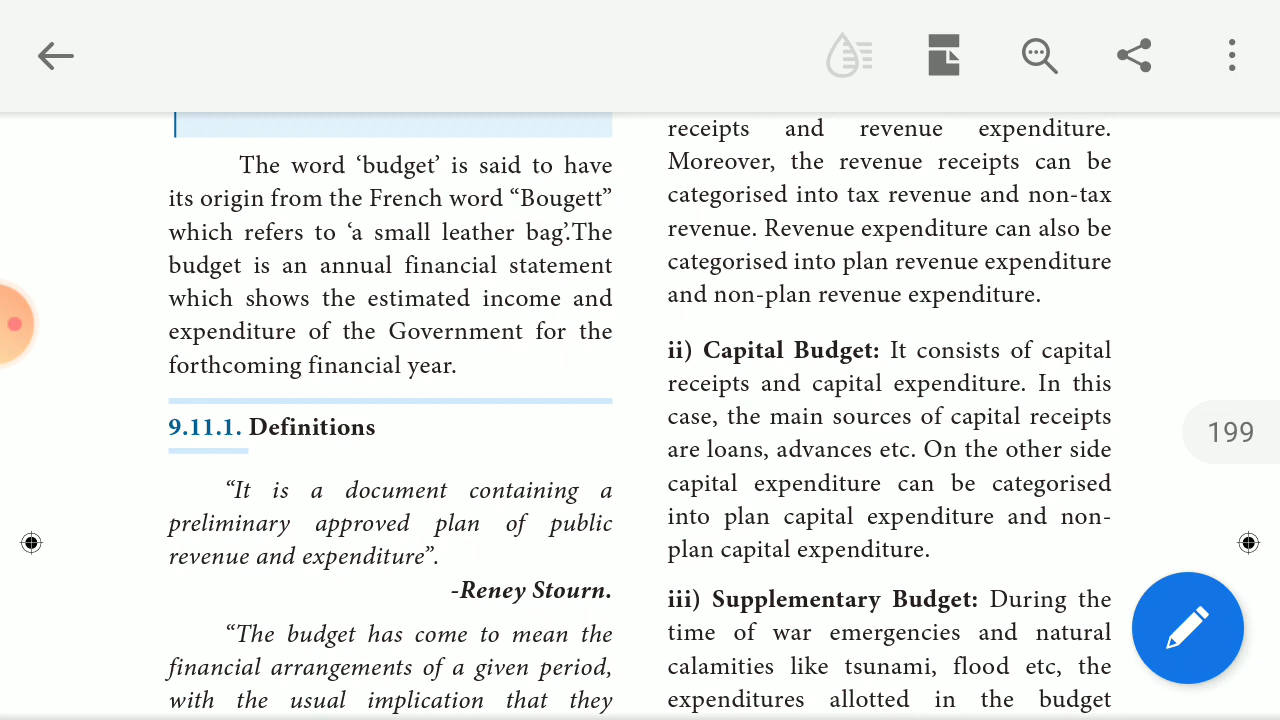 The word ‘budget’ is said to have
its origin from the French word “Bougett”
which refers to ‘a small leather bag’.The
budget is an annual financial statement
which shows the estimated income and
expenditure of the Government for the
forthcoming financial year.
9.11.1. Definitions
“It is a document containing a
preliminary approved plan of public
revenue and expenditure”.
-Reney Stourn.
“The budget has come to mean the
financial arrangements of a given period,
with the usual implication that they
receipts and revenue expenditure.
Moreover, the revenue receipts can be
categorised into tax revenue and non-tax
revenue. Revenue expenditure can also be
categorised into plan revenue expenditure
and non-plan revenue expenditure.
ii) Capital Budget: It consists of capital
receipts and capital expenditure. In this
case, the main sources of capital receipts
are loans, advances etc. On the other side
capital expenditure can be categorised
into plan capital expenditure and non-
plan capital expenditure.
iii) Supplementary Budget: During the
time of war emergencies and natural
calamities like tsunami, flood etc, the
expenditures allotted in the budget
199